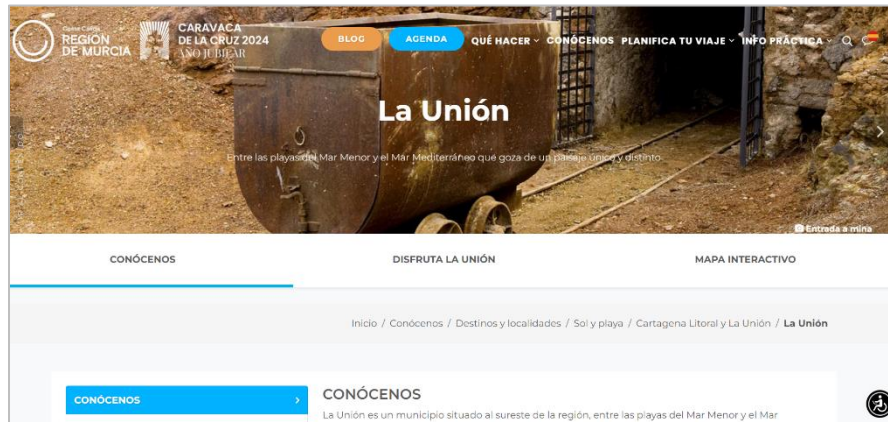 REGIÓN
DE MURCIA
CARAVACA
DE LA CRUZ 2024
AÑO JUBILAR
BLOG
AGENDA
QUÉ HACER
CONÓCENOS
PLANIFICA TU VIAJE
INFO PRÁCTICA
La Unión
Entre las playas del Mar Menor y el Mar Mediterráneo que goza de un paisaje único y distinto.
Entrada a mina
CONÓCENOS
DISFRUTA LA UNIÓN
MAPA INTERACTIVO
Inicio / Conócenos / Destinos y localidades / Sol y playa / Cartagena Litoral y La Unión / La Unión
CONÓCENOS
CONÓCENOS
La Unión es un municipio situado al sureste de la región, entre las playas del Mar Menor y el Mar